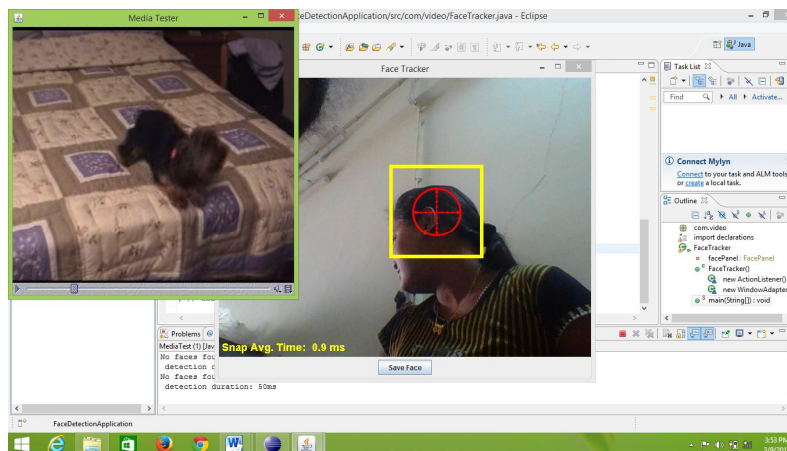 Media Tester
eDetectionApplication/src/com/video/FaceTracker.java - Eclipse
Java
Face Tracker
Task List
Find
All
Activate...
Connect Mylyn
Connect to your task and ALM tools
or create a local task.
Outline
com.video
import declarations
FaceTracker
facePanel : FacePanel
FaceTracker()
new ActionListener()
new WindowAdapter
main(String[]) : void
Snap Avg. Time: 0.9 ms
Save Face
Problems @
MediaTest (1) [Jav
No faces fou
detection d
No faces fou
detection duration: 50ms
FaceDetectionApplication
3:53 PM